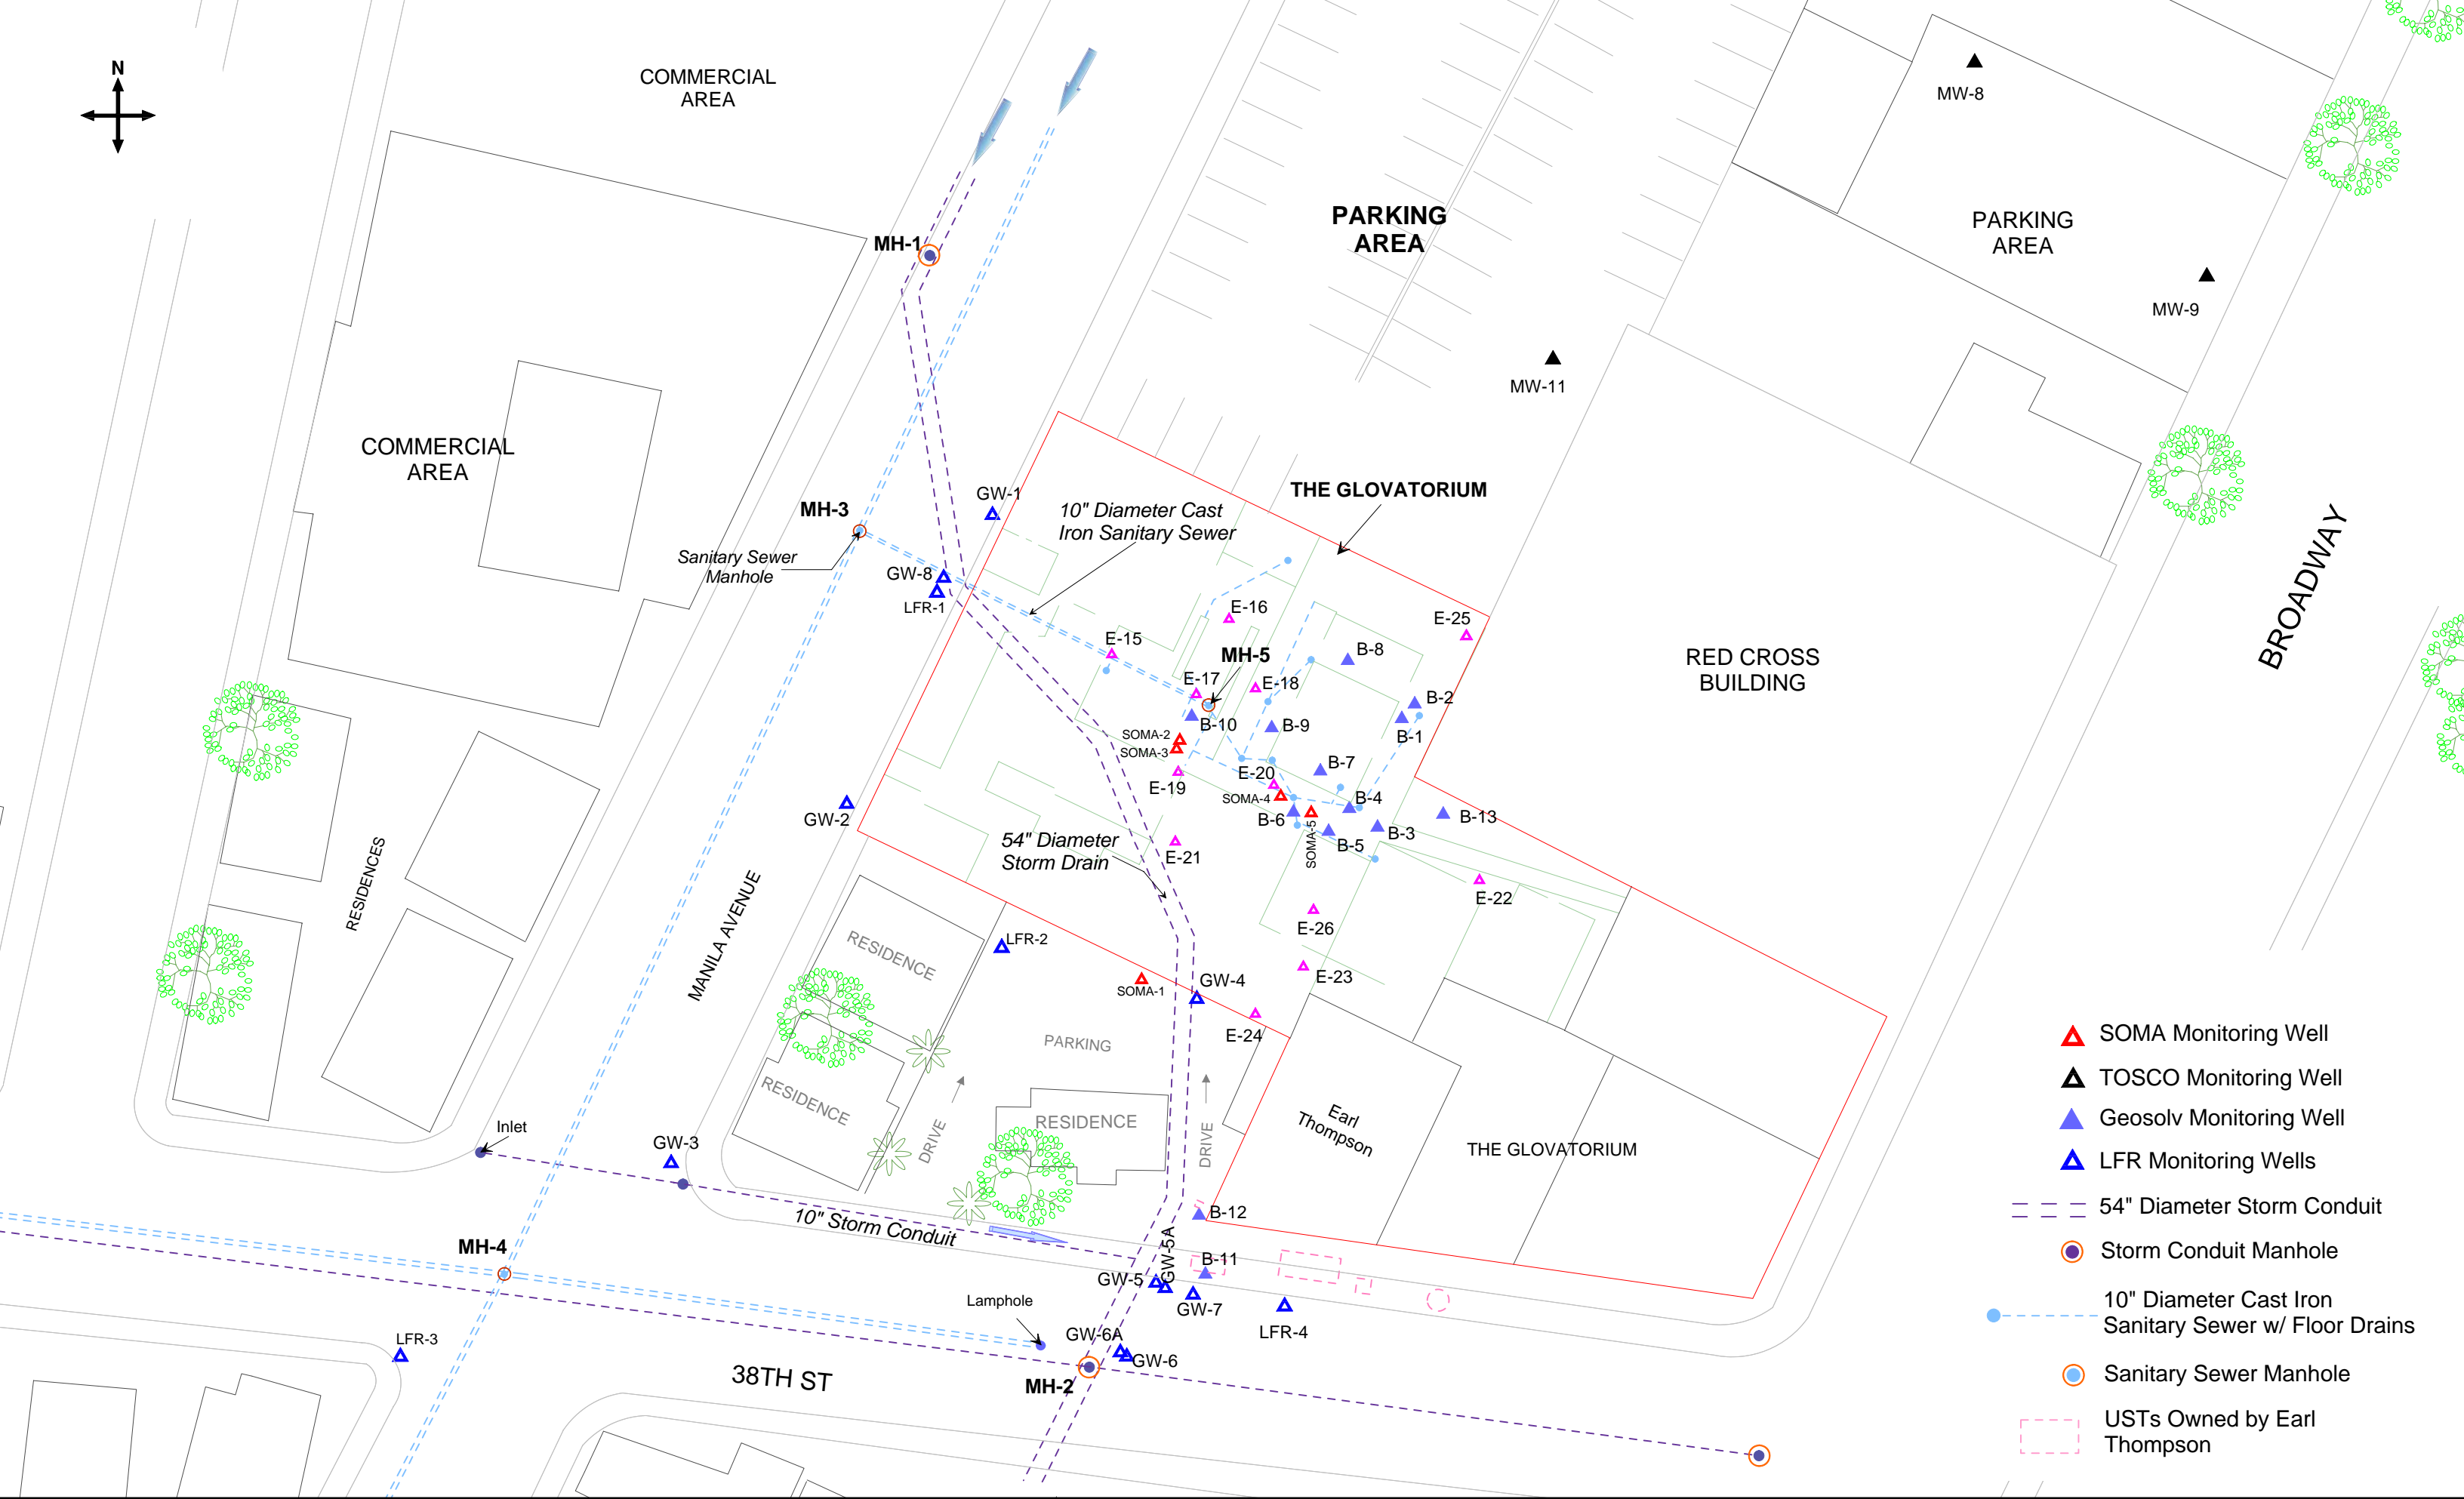 N
COMMERCIAL
AREA
MW-8
MH-1
PARKING
AREA
PARKING
AREA
MW-9
MW-11
COMMERCIAL
AREA
THE GLOVATORIUM
GW-1
MH-3
10" Diameter Cast
Iron Sanitary Sewer
BROADWAY
Sanitary Sewer
Manhole
GW-8
LFR-1
E-16
E-25
E-15
MH-5
B-8
RED CROSS
BUILDING
E-17
E-18
B-2
B-10
B-9
B-1
SOMA-2
SOMA-3
B-7
E-20
E-19
SOMA-4
B-4
GW-2
B-6
B-13
B-3
SOMA-5
B-5
54" Diameter
Storm Drain
E-21
RESIDENCES
MANILA AVENUE
E-22
E-26
RESIDENCE
LFR-2
E-23
SOMA-1
GW-4
E-24
PARKING
RESIDENCE
RESIDENCE
DRIVE
DRIVE
Earl
Thompson
THE GLOVATORIUM
Inlet
GW-3
10" Storm Conduit
B-12
MH-4
GW-5A
B-11
GW-5
GW-7
Lamphole
LFR-4
GW-6A
GW-6
LFR-3
38TH ST
MH-2
SOMA Monitoring Well
TOSCO Monitoring Well
Geosolv Monitoring Well
LFR Monitoring Wells
54" Diameter Storm Conduit
Storm Conduit Manhole
10" Diameter Cast Iron
Sanitary Sewer w/ Floor Drains
Sanitary Sewer Manhole
USTs Owned by Earl
Thompson